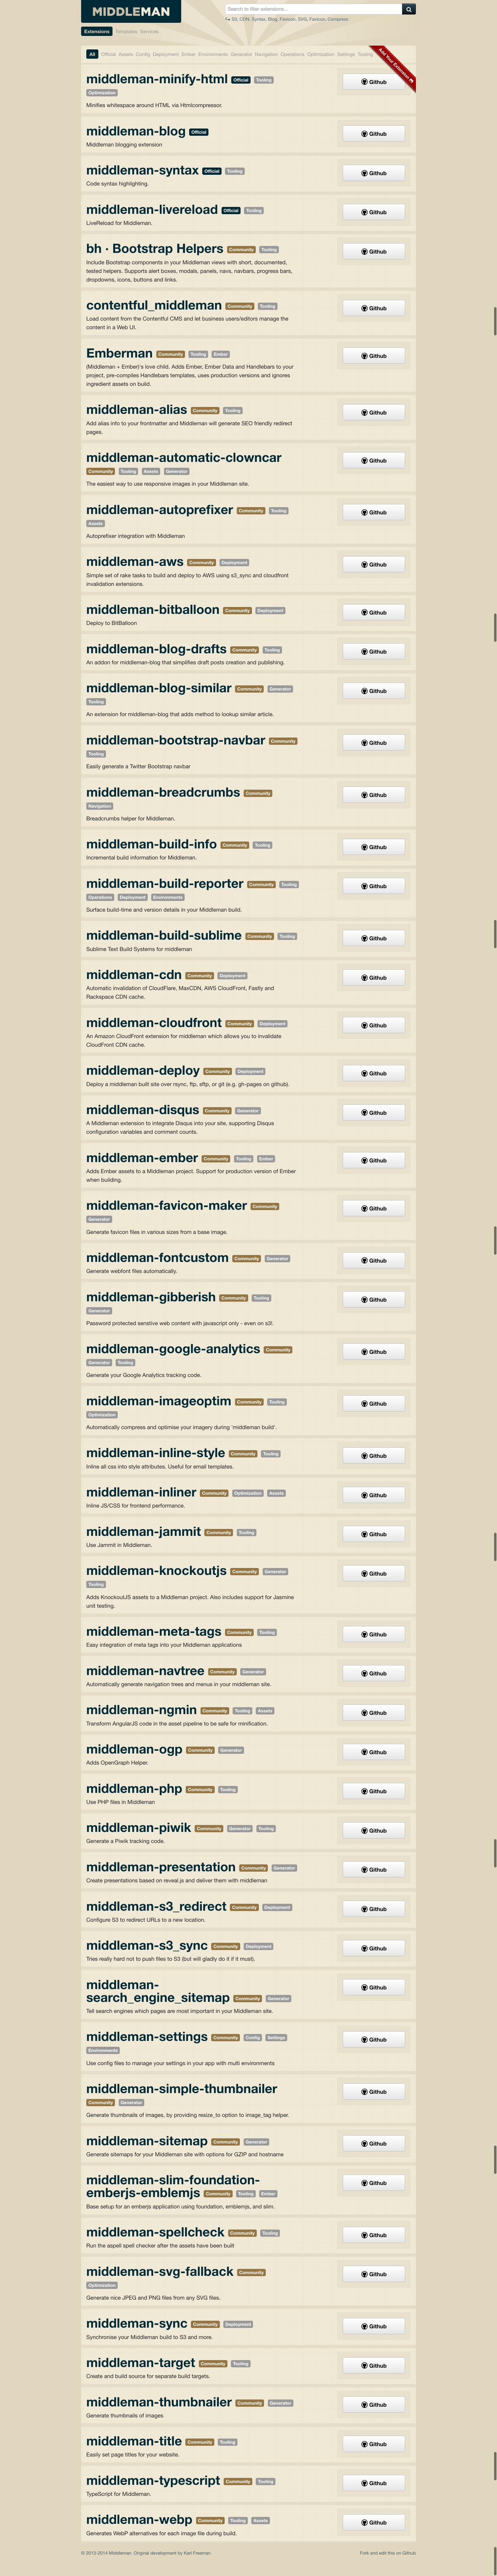 MIDDLEMAN
Search to filter extensions...
S3, CDN, Syntax, Blog, Favicon, SVG, Favicon, Compress
Extensions Templates Services
All Official Assets Config Deployment Ember Environments Generator Navigation Operations Optimization Settings Tooling
Add Your Extension
middleman-minify-html Official Tooling
Optimization
Github
Minifies whitespace around HTML via Htmlcompressor.
middleman-blog Official
Github
Middleman blogging extension
middleman-syntax Official Tooling
Github
Code syntax highlighting.
middleman-livereload Official Tooling
Github
LiveReload for Middleman.
bh · Bootstrap Helpers Community Tooling
Github
Include Bootstrap components in your Middleman views with short, documented,
tested helpers. Supports alert boxes, modals, panels, navs, navbars, progress bars,
dropdowns, icons, buttons and links.
contentful_middleman Community Tooling
Github
Load content from the Contentful CMS and let business users/editors manage the
content in a Web UI.
Emberman Community Tooling Ember
Github
(Middleman + Ember)'s love child. Adds Ember, Ember Data and Handlebars to your
project, pre-compiles Handlebars templates, uses production versions and ignores
ingredient assets on build.
middleman-alias Community Tooling
Github
Add alias info to your frontmatter and Middleman will generate SEO friendly redirect
pages.
middleman-automatic-clowncar
Community Tooling Assets Generator
Github
The easiest way to use responsive images in your Middleman site.
middleman-autoprefixer Community Tooling
Assets
Github
Autoprefixer integration with Middleman
middleman-aws Community Deployment
Github
Simple set of rake tasks to build and deploy to AWS using s3_sync and cloudfront
invalidation extensions.
middleman-bitballoon Community Deployment
Github
Deploy to BitBalloon
middleman-blog-drafts Community Tooling
Github
An addon for middleman-blog that simplifies draft posts creation and publishing.
middleman-blog-similar Community Generator
Tooling
Github
An extension for middleman-blog that adds method to lookup similar article.
middleman-bootstrap-navbar Community
Tooling
Github
Easily generate a Twitter Bootstrap navbar
middleman-breadcrumbs Community
Navigation
Github
Breadcrumbs helper for Middleman.
middleman-build-info Community Tooling
Github
Incremental build information for Middleman.
middleman-build-reporter Community Tooling
Operations Deployment Environments
Github
Surface build-time and version details in your Middleman build.
middleman-build-sublime Community Tooling
Github
Sublime Text Build Systems for middleman
middleman-cdn Community Deployment
Github
Automatic invalidation of CloudFlare, MaxCDN, AWS CloudFront, Fastly and
Rackspace CDN cache.
middleman-cloudfront Community Deployment
Github
An Amazon CloudFront extension for middleman which allows you to invalidate
CloudFront CDN cache.
middleman-deploy Community Deployment
Github
Deploy a middleman built site over rsync, ftp, sftp, or git (e.g. gh-pages on github).
middleman-disqus Community Generator
Github
A Middleman extension to integrate Disqus into your site, supporting Disqus
configuration variables and comment counts.
middleman-ember Community Tooling Ember
Github
Adds Ember assets to a Middleman project. Support for production version of Ember
when building.
middleman-favicon-maker Community
Generator
Github
Generate favicon files in various sizes from a base image.
middleman-fontcustom Community Generator
Github
Generate webfont files automatically.
middleman-gibberish Community Tooling
Generator
Github
Password protected senstive web content with javascript only - even on s3!.
middleman-google-analytics Community
Generator Tooling
Github
Generate your Google Analytics tracking code.
middleman-imageoptim Community Tooling
Optimization
Github
Automatically compress and optimise your imagery during 'middleman build'.
middleman-inline-style Community Tooling
Github
Inline all css into style attributes. Useful for email templates.
middleman-inliner Community Optimization Assets
Github
Inline JS/CSS for frontend performance.
middleman-jammit Community Tooling
Github
Use Jammit in Middleman.
middleman-knockoutjs Community Generator
Tooling
Github
Adds KnockoutJS assets to a Middleman project. Also includes support for Jasmine
unit testing.
middleman-meta-tags Community Tooling
Github
Easy integration of meta tags into your Middleman applications
middleman-navtree Community Generator
Github
Automatically generate navigation trees and menus in your middleman site.
middleman-ngmin Community Tooling Assets
Github
Transform AngularJS code in the asset pipeline to be safe for minification.
middleman-ogp Community Generator
Github
Adds OpenGraph Helper.
middleman-php Community Tooling
Github
Use PHP files in Middleman
middleman-piwik Community Generator Tooling
Github
Generate a Piwik tracking code.
middleman-presentation Community Generator
Github
Create presentations based on reveal.js and deliver them with middleman
middleman-s3_redirect Community Deployment
Github
Configure S3 to redirect URLs to a new location.
middleman-s3_sync Community Deployment
Github
Tries really hard not to push files to S3 (but will gladly do it if it must).
middleman-
search_engine_sitemap Community Generator
Github
Tell search engines which pages are most important in your Middleman site.
middleman-settings Community Config Settings
Environments
Github
Use config files to manage your settings in your app with multi environments
middleman-simple-thumbnailer
Community Generator
Github
Generate thumbnails of images, by providing resize_to option to image_tag helper.
middleman-sitemap Community Generator
Github
Generate sitemaps for your Middleman site with options for GZIP and hostname
middleman-slim-foundation-
emberjs-emblemjs Community Tooling Ember
Github
Base setup for an emberjs application using foundation, emblemjs, and slim.
middleman-spellcheck Community Tooling
Github
Run the aspell spell checker after the assets have been built
middleman-svg-fallback Community
Optimization
Github
Generate nice JPEG and PNG files from any SVG files.
middleman-sync Community Deployment
Github
Synchronise your Middleman build to S3 and more.
middleman-target Community Tooling
Github
Create and build source for separate build targets.
middleman-thumbnailer Community Generator
Github
Generate thumbnails of images
middleman-title Community Tooling
Github
Easily set page titles for your website.
middleman-typescript Community Tooling
Github
TypeScript for Middleman.
middleman-webp Community Tooling Assets
Github
Generates WebP alternatives for each image file during build.
© 2013-2014 Middleman. Original development by Karl Freeman.
Fork and edit this on Github